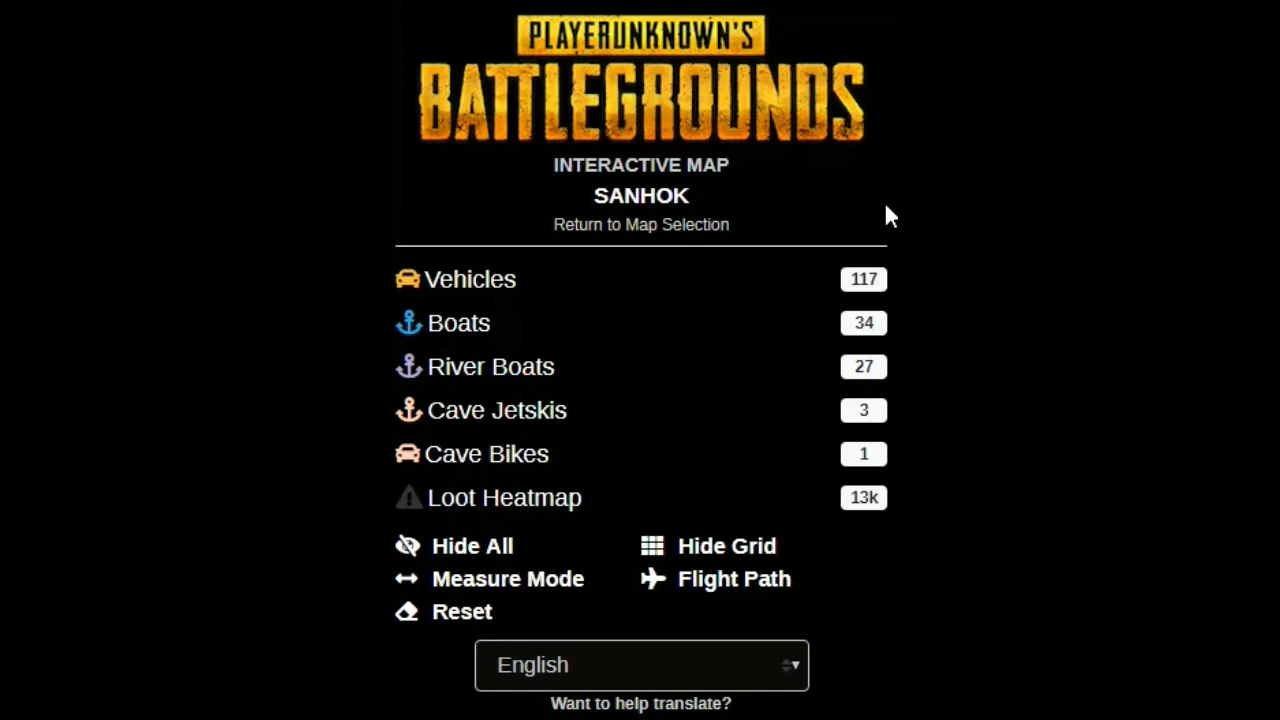 PLAYERUNKNOWN'S
BATTLEGROUNDS
INTERACTIVE MAP
SANHOK
Return to Map Selection
Vehicles 117
Boats 34
River Boats 27
Cave Jetskis 3
Cave Bikes 1
Loot Heatmap 13k
Hide All Hide Grid
Measure Mode Flight Path
Reset
English
Want to help translate?